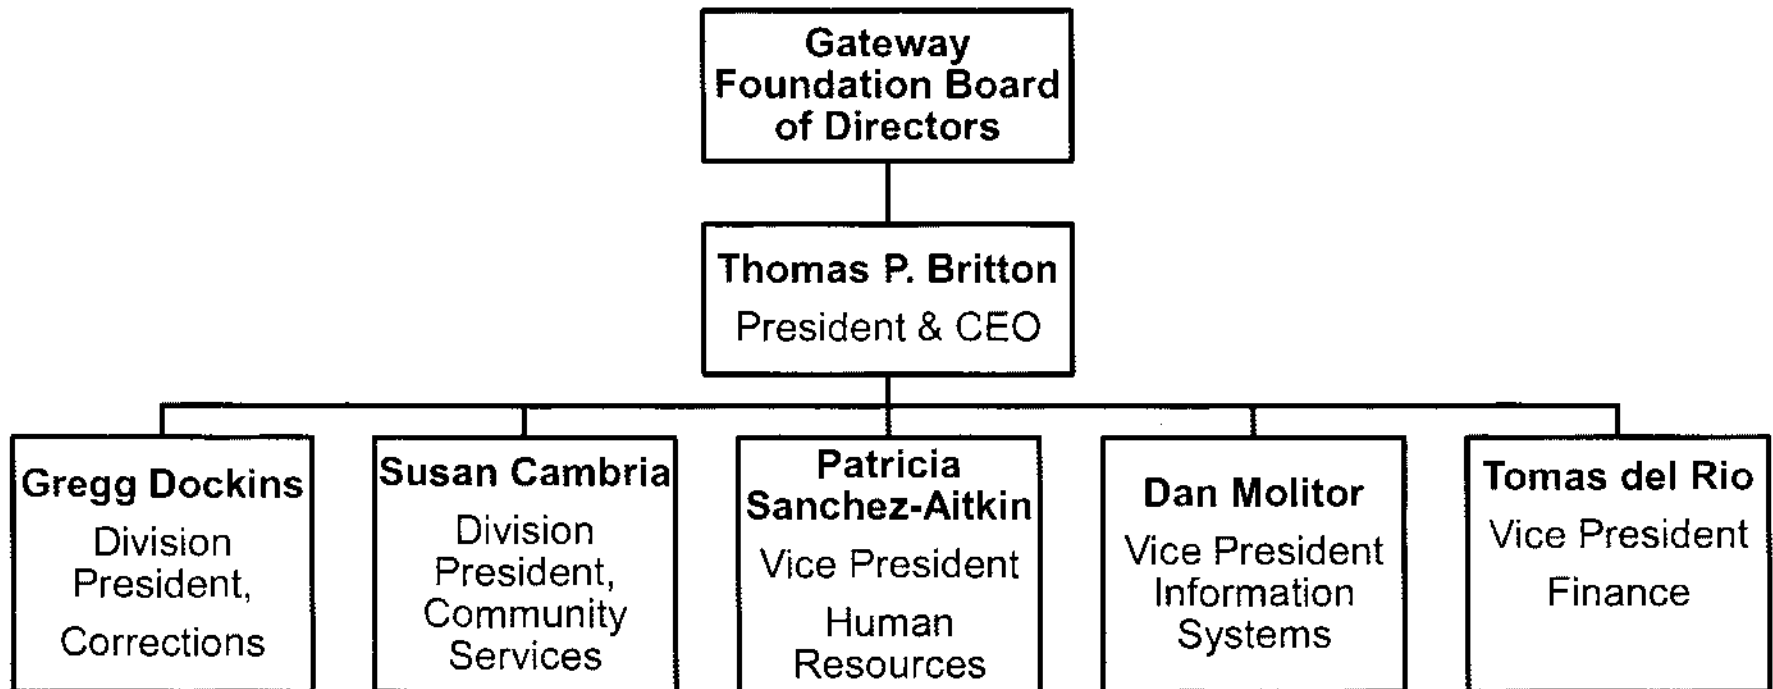 Gateway
Foundation Board
of Directors
Thomas P. Britton
President & CEO
Gregg Dockins
Division
President,
Corrections
Susan Cambria
Division
President,
Community
Services
Patricia
Sanchez-Aitkin
Vice President
Human
Resources
Dan Molitor
Vice President
Information
Systems
Tomas del Rio
Vice President
Finance